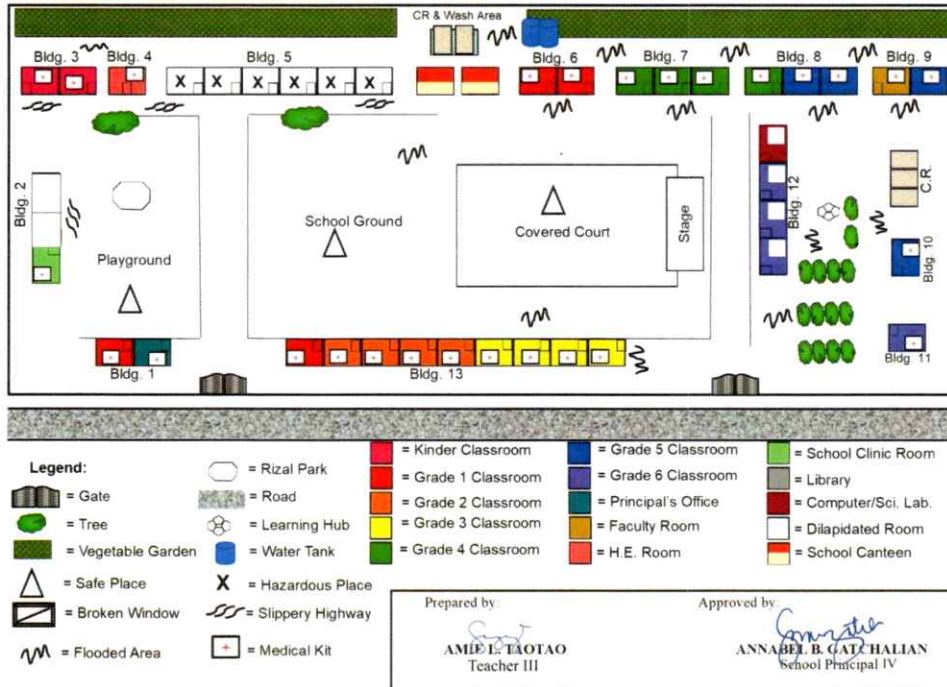 CR & Wash Area
Bldg. 3
Bldg. 4
Bldg. 5
Bldg. 6
Bldg. 7
Bldg. 8
Bldg. 9
X X X X X X
Bldg. 2
School Ground
Playground
Covered Court
Stage
Bldg. 12
C.R.
Bldg. 10
Bldg. 11
Bldg. 1
Bldg. 13
Legend:
= Gate
= Tree
= Vegetable Garden
= Safe Place
= Broken Window
= Flooded Area
= Rizal Park
= Road
= Learning Hub
= Water Tank
X = Hazardous Place
= Slippery Highway
= Medical Kit
= Kinder Classroom
= Grade 1 Classroom
= Grade 2 Classroom
= Grade 3 Classroom
= Grade 4 Classroom
= Grade 5 Classroom
= Grade 6 Classroom
= Principal's Office
= Faculty Room
= H.E. Room
= School Clinic Room
= Library
= Computer/Sci. Lab.
= Dilapidated Room
= School Canteen
Prepared by:
AMIE L. TAOTAO
Teacher III
Approved by:
ANNABEL B. GATCHALIAN
School Principal IV